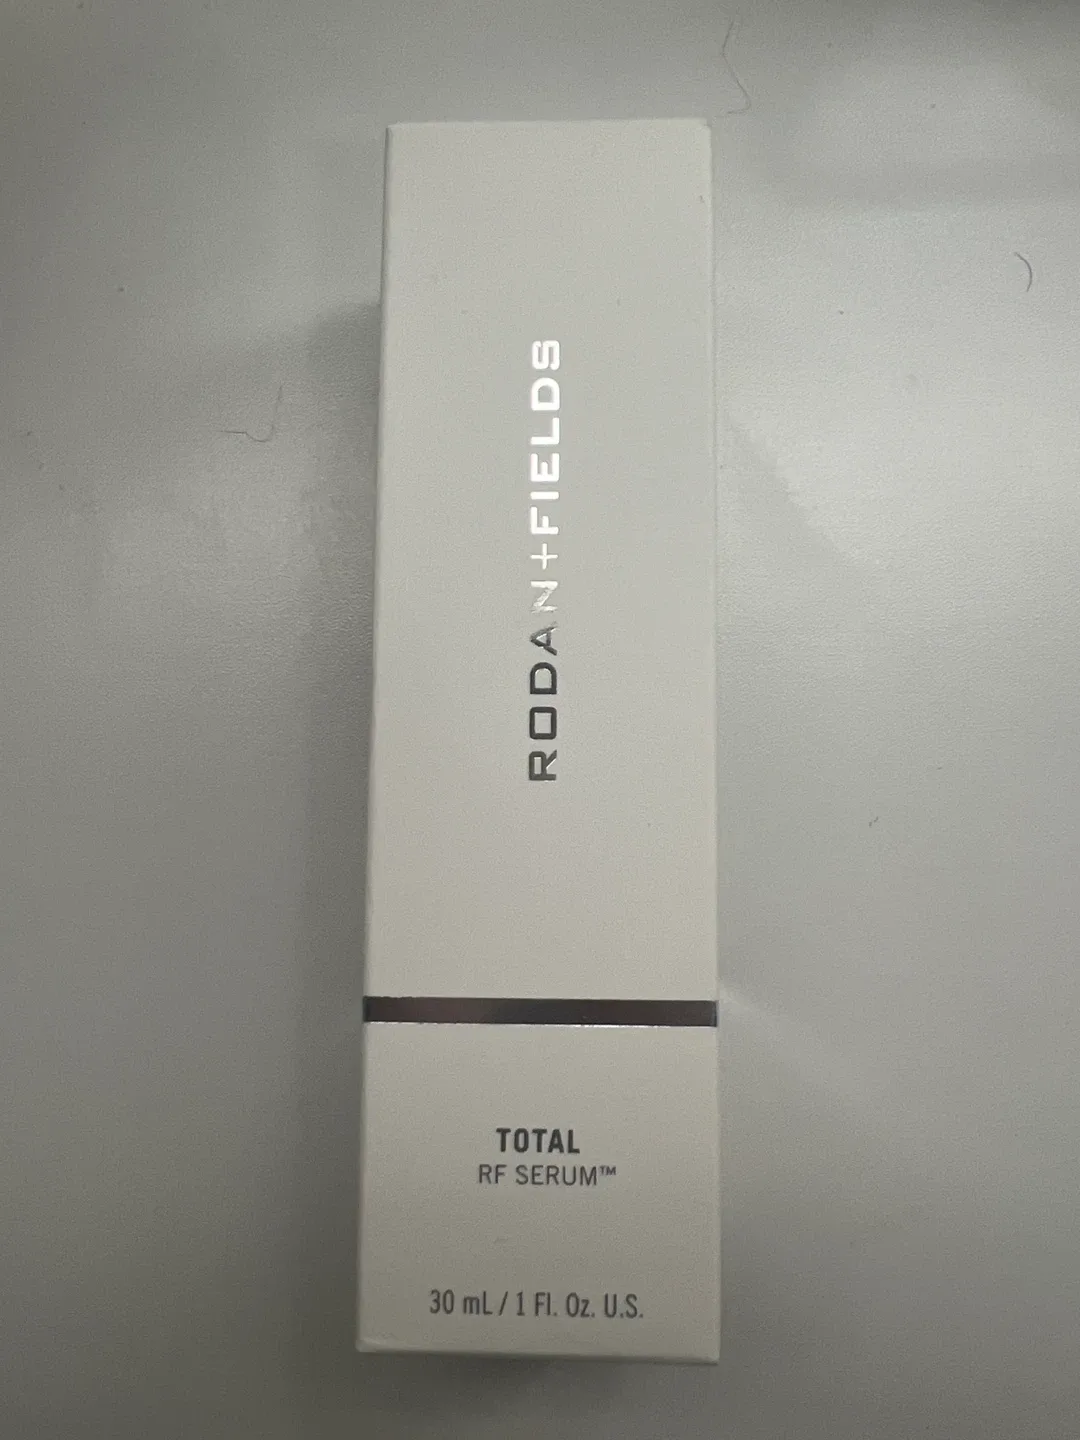 RODAN+FIELDS
TOTAL
RF SERUM™
30 mL / 1 Fl. Oz. U.S.